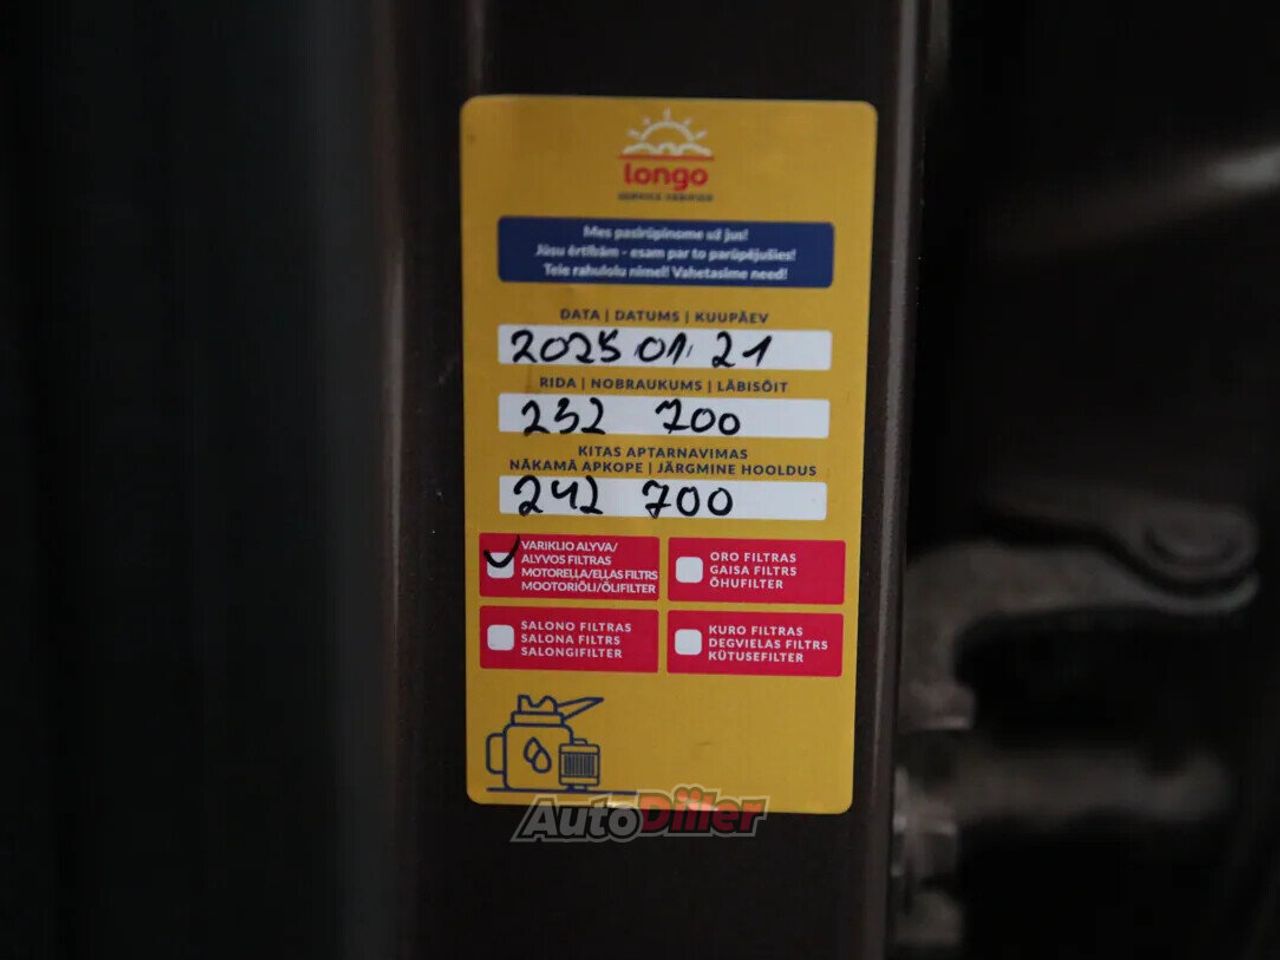 longo
Mes pasirūpinome už jus!
Jūsu ērtībām - esam par to parūpējušies!
Teie rahulolu nimel! Vahetasime need!
DATA | DATUMS | KUUPÄEV
2025 01. 21
RIDA | NOBRAUKUMS | LÄBISÕIT
232 700
KITAS APTARNAVIMAS
NĀKAMĀ APKOPE | JÄRGMINE HOOLDUS
242 700
VARIKLIO ALYVA/
ALYVOS FILTRAS
MOTOREĻĻA/EĻĻAS FILTRS
MOOTORIÕLI/ÕLIFILTER
ORO FILTRAS
GAISA FILTRS
ÕHUFILTER
SALONO FILTRAS
SALONA FILTRS
SALONGIFILTER
KURO FILTRAS
DEGVIELAS FILTRS
KÜTUSEFILTER
AutoDiiler